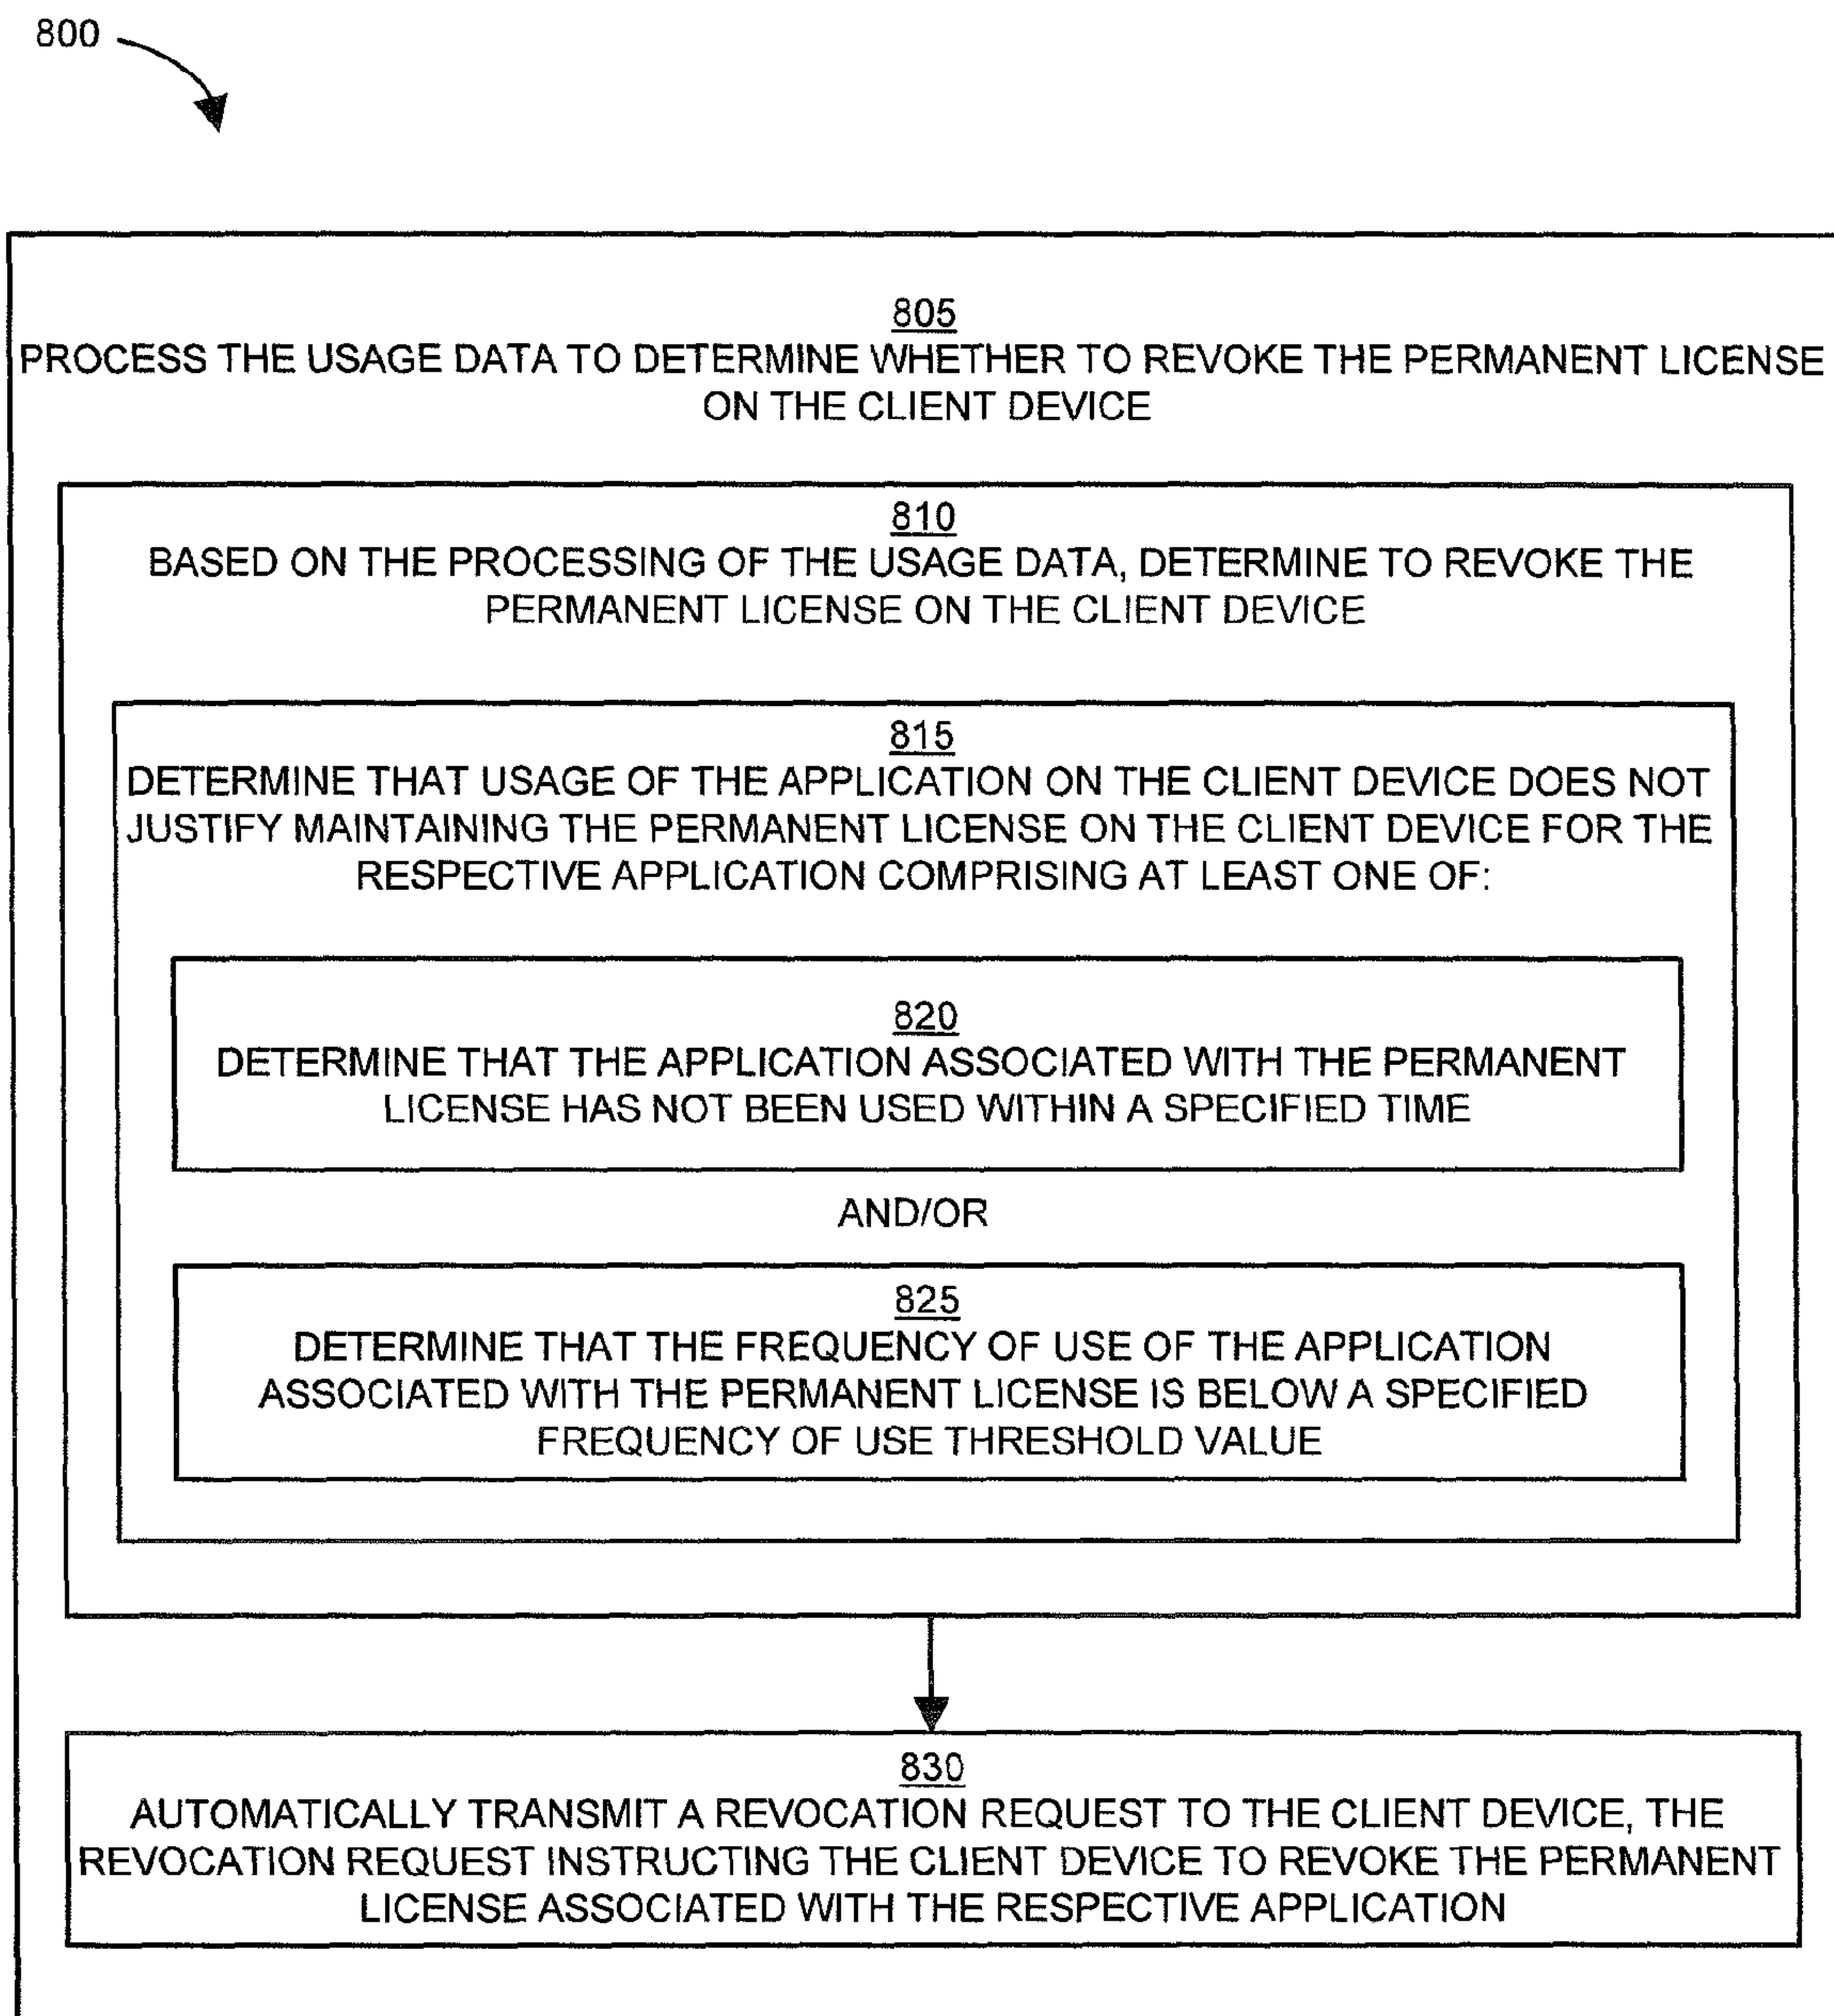 800
805
PROCESS THE USAGE DATA TO DETERMINE WHETHER TO REVOKE THE PERMANENT LICENSE
ON THE CLIENT DEVICE
810
BASED ON THE PROCESSING OF THE USAGE DATA, DETERMINE TO REVOKE THE
PERMANENT LICENSE ON THE CLIENT DEVICE
815
DETERMINE THAT USAGE OF THE APPLICATION ON THE CLIENT DEVICE DOES NOT
JUSTIFY MAINTAINING THE PERMANENT LICENSE ON THE CLIENT DEVICE FOR THE
RESPECTIVE APPLICATION COMPRISING AT LEAST ONE OF:
820
DETERMINE THAT THE APPLICATION ASSOCIATED WITH THE PERMANENT
LICENSE HAS NOT BEEN USED WITHIN A SPECIFIED TIME
AND/OR
825
DETERMINE THAT THE FREQUENCY OF USE OF THE APPLICATION
ASSOCIATED WITH THE PERMANENT LICENSE IS BELOW A SPECIFIED
FREQUENCY OF USE THRESHOLD VALUE
830
AUTOMATICALLY TRANSMIT A REVOCATION REQUEST TO THE CLIENT DEVICE, THE
REVOCATION REQUEST INSTRUCTING THE CLIENT DEVICE TO REVOKE THE PERMANENT
LICENSE ASSOCIATED WITH THE RESPECTIVE APPLICATION